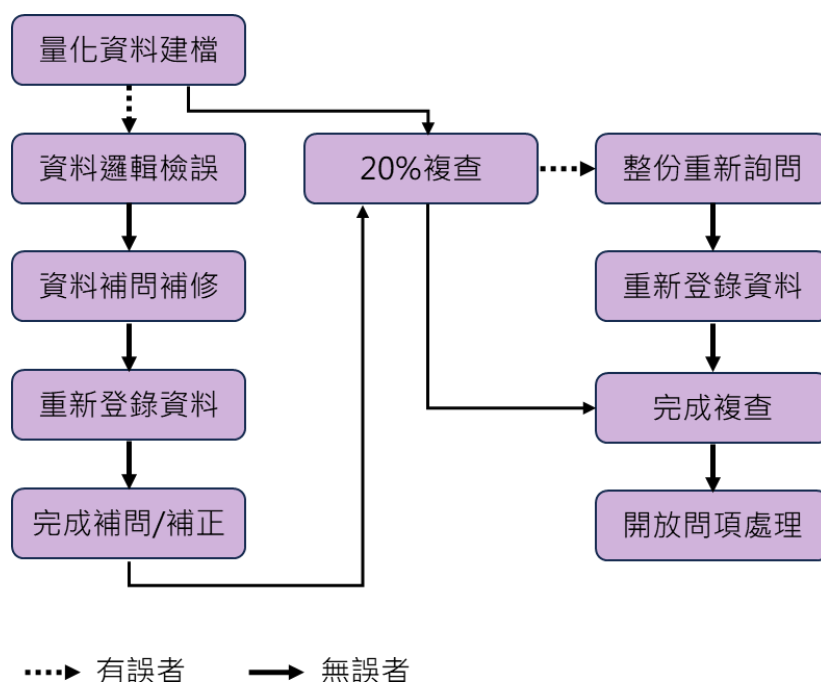 量化資料建檔
資料邏輯檢誤
資料補問補修
重新登錄資料
完成補問/補正
20%複查
整份重新詢問
重新登錄資料
完成複查
開放問項處理
有誤者
無誤者